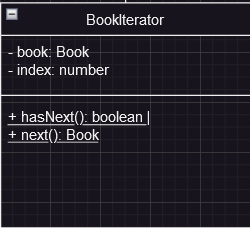 BookIterator
- book: Book
- index: number
+ hasNext(): boolean
+ next(): Book